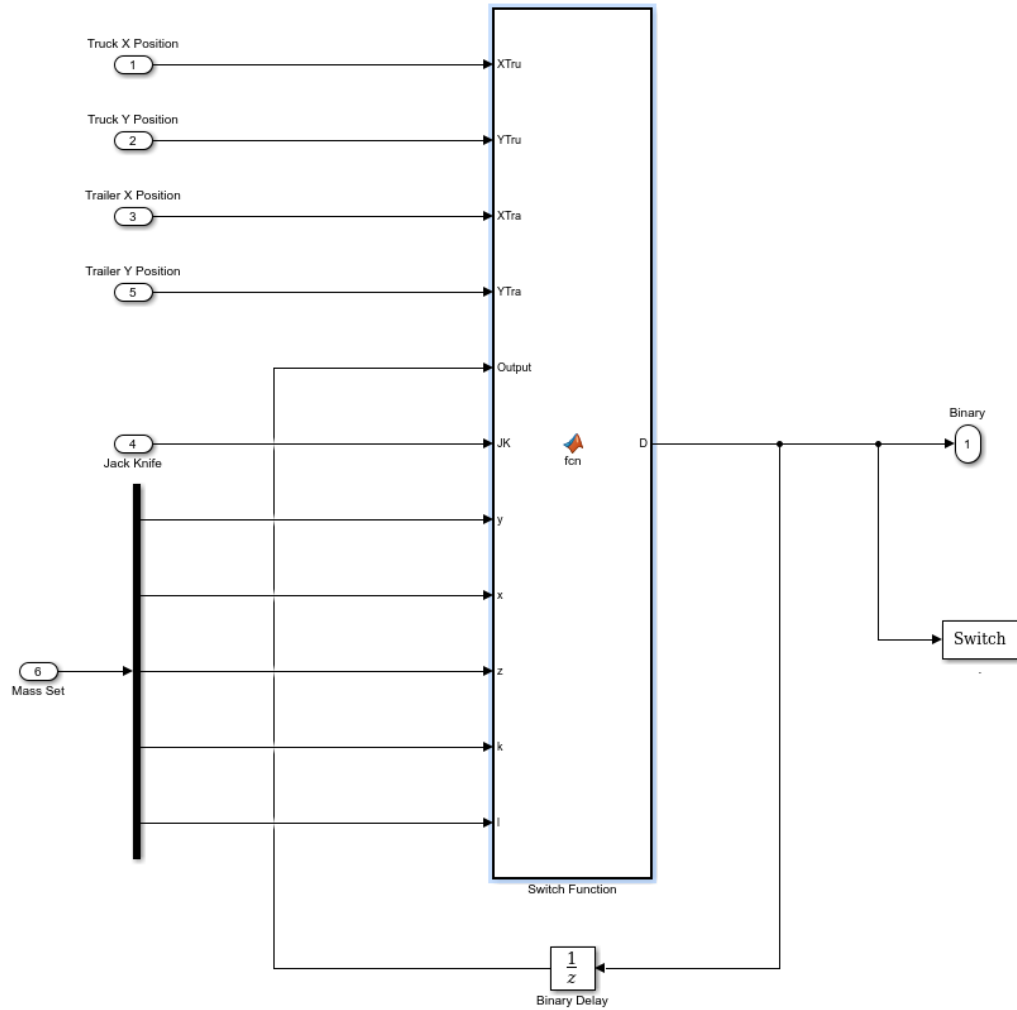 Truck X Position
1
XTru
Truck Y Position
2
YTru
Trailer X Position
3
XTra
Trailer Y Position
5
YTra
Output
Binary
4
JK
fcn
D
1
Jack Knife
y
x
Switch
6
z
Mass Set
k
l
Switch Function
1
z
Binary Delay